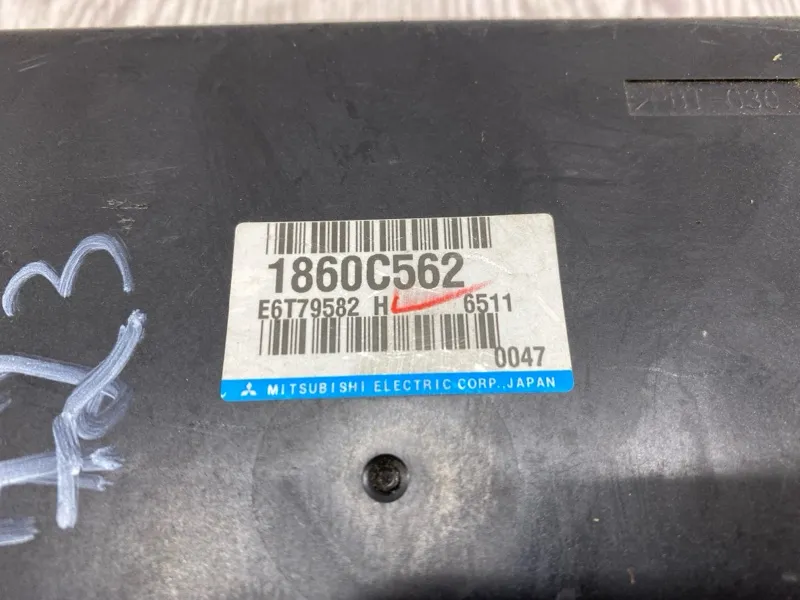 1860C562
E6T79582 H 6511
0047
MITSUBISHI ELECTRIC CORP., JAPAN